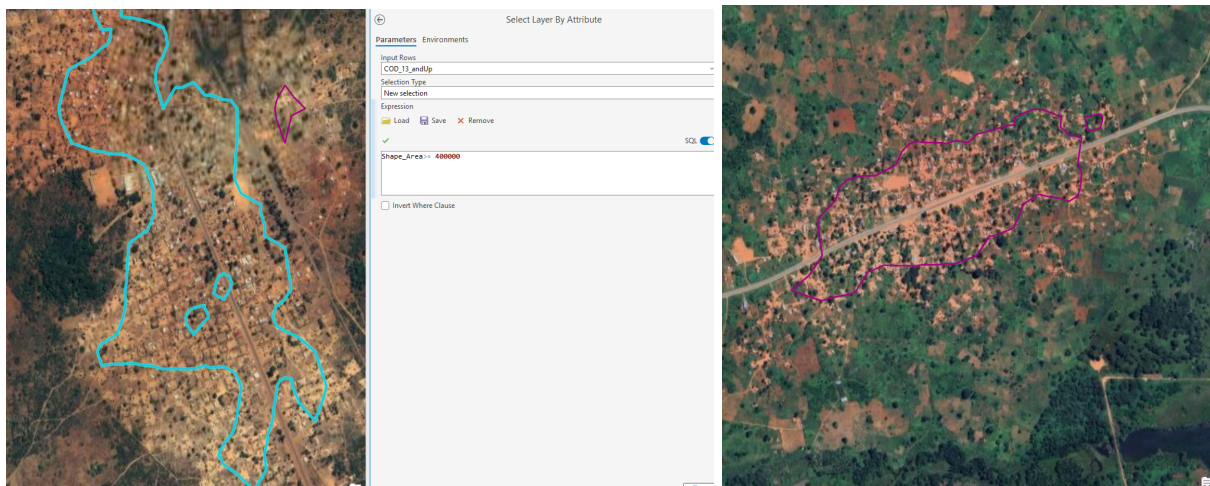 Select Layer By Attribute
Parameters Environments
Input Rows
COD_13_andUp
Selection Type
New selection
Expression
Load Save Remove
SQL
Shape_Area>= 400000
Invert Where Clause